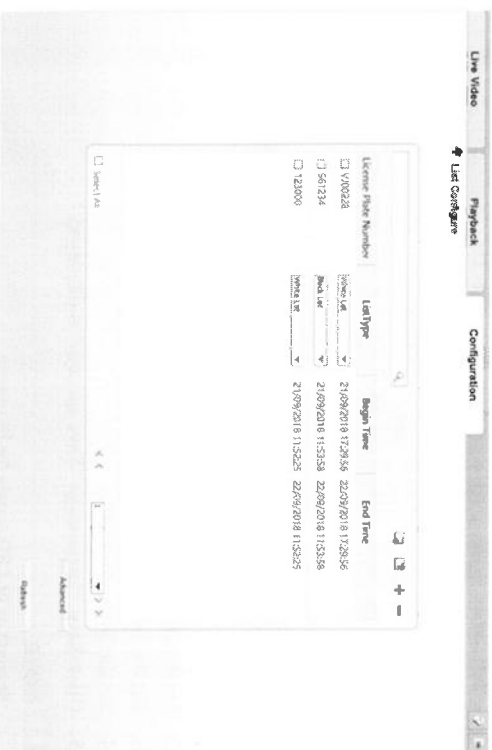 Live Video Playback Configuration
List Configure
License Plate Number List Type Begin Time End Time
VJ00228 White List 21/09/2018 17:29:56 22/09/2018 17:29:56
S61234 Black List 21/09/2018 11:53:58 22/09/2018 11:53:58
123000 White List 21/09/2018 11:52:25 22/09/2018 11:52:25
Select All
1
Advanced
Refresh